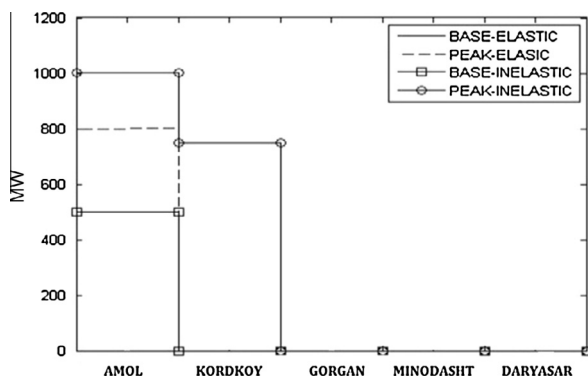 1200
1000
800
600
400
200
0
MW
BASE-ELASTIC
PEAK-ELASIC
BASE-INELASTIC
PEAK-INELASTIC
AMOL KORDKOY GORGAN MINODASHT DARYASAR